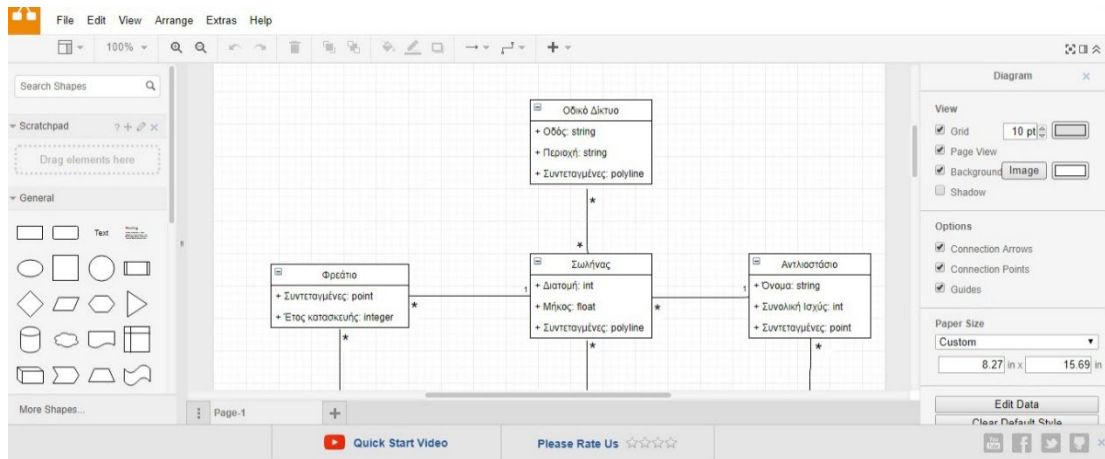 File Edit View Arrange Extras Help
100%
Search Shapes
Scratchpad
?
Drag elements here
General
Text
More Shapes...
Οδικό Δίκτυο
+ Οδός: string
+ Περιοχή: string
+ Συντεταγμένες: polyline
*
*
Φρεάτιο
+ Συντεταγμένες: point
+ Έτος κατασκευής: integer
*
*
1
Σωλήνας
+ Διατομή: int
+ Μήκος: float
+ Συντεταγμένες: polyline
*
*
1
Αντλιοστάσιο
+ Όνομα: string
+ Συνολική Ισχύς: int
+ Συντεταγμένες: point
*
Page-1
Diagram
View
Grid 10 pt
Page View
Background Image
Shadow
Options
Connection Arrows
Connection Points
Guides
Paper Size
Custom
8.27 in x 15.69 in
Edit Data
Clear Default Style
Quick Start Video
Please Rate Us